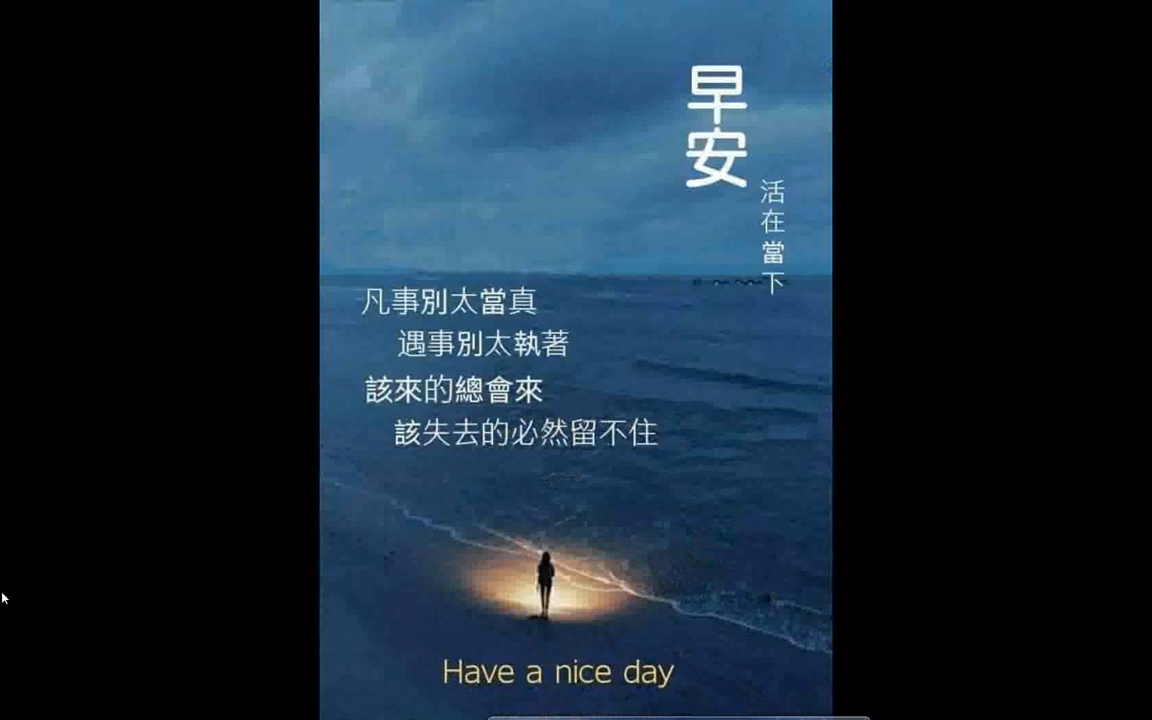 早安
活在當下
凡事別太當真
遇事別太執著
該來的總會來
該失去的必然留不住
Have a nice day